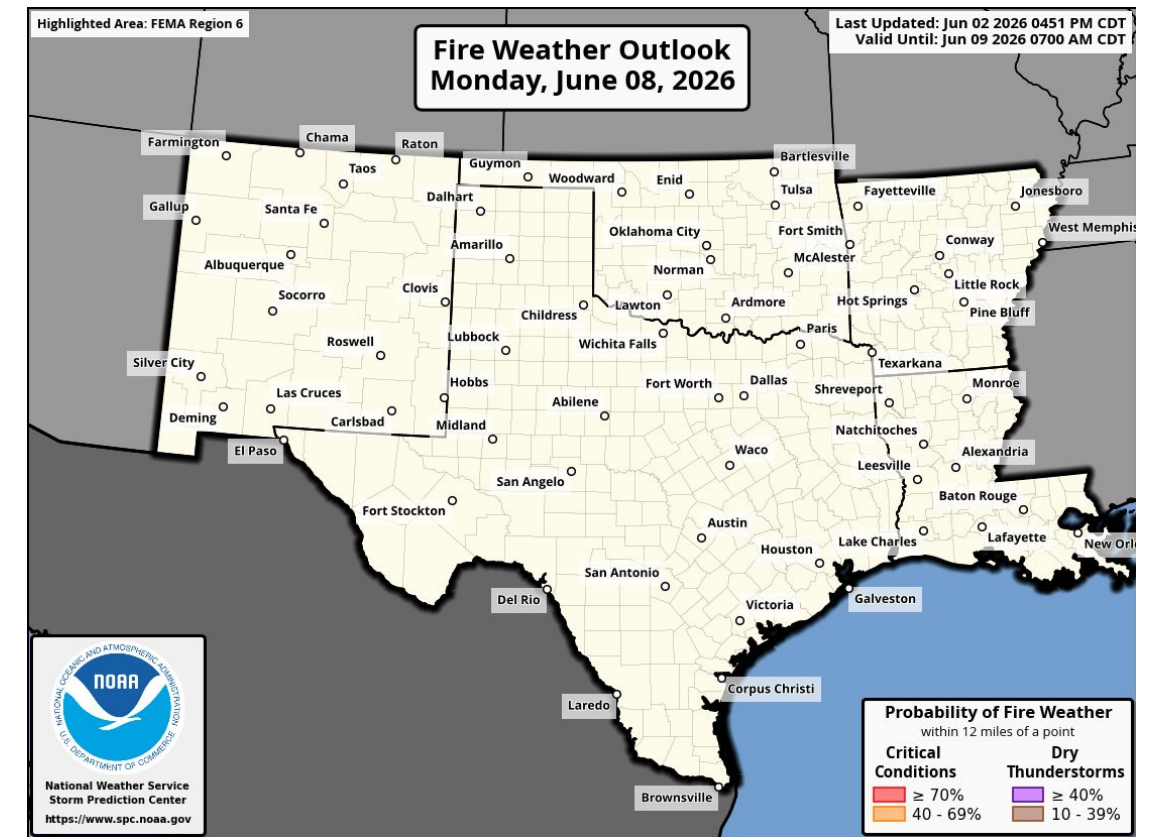 Highlighted Area: FEMA Region 6
Last Updated: Jun 02 2026 0451 PM CDT
Valid Until: Jun 09 2026 0700 AM CDT
Fire Weather Outlook
Monday, June 08, 2026
Farmington
Chama
Raton
Taos
Guymon
Woodward
Enid
Bartlesville
Tulsa
Fayetteville
Jonesboro
Gallup
Santa Fe
Dalhart
Amarillo
Oklahoma City
Fort Smith
West Memphis
Conway
Albuquerque
Norman
McAlester
Little Rock
Socorro
Clovis
Childress
Lawton
Ardmore
Hot Springs
Pine Bluff
Roswell
Lubbock
Wichita Falls
Paris
Texarkana
Silver City
Las Cruces
Hobbs
Abilene
Fort Worth
Dallas
Shreveport
Monroe
Deming
Carlsbad
Midland
Natchitoches
El Paso
Waco
Leesville
Alexandria
San Angelo
Fort Stockton
Baton Rouge
Austin
Houston
Lake Charles
Lafayette
New Orl
San Antonio
Del Rio
Victoria
Galveston
Corpus Christi
Laredo
Brownsville
NATIONAL OCEANIC AND ATMOSPHERIC ADMINISTRATION
NOAA
U.S. DEPARTMENT OF COMMERCE
National Weather Service
Storm Prediction Center
https://www.spc.noaa.gov
Probability of Fire Weather
within 12 miles of a point
Critical Conditions
Dry Thunderstorms
≥ 70%
≥ 40%
40 - 69%
10 - 39%